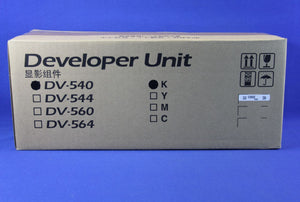 Developer Unit
显影组件
DV-540 K
DV-544 Y
DV-560 M
DV-564 C